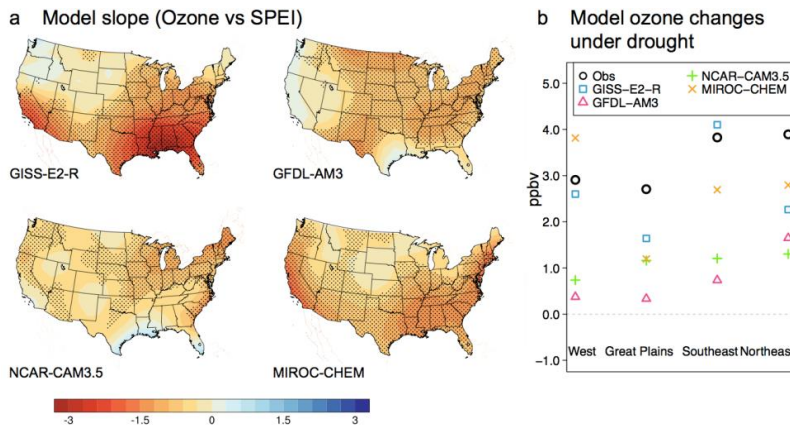 a Model slope (Ozone vs SPEI)
GISS-E2-R
GFDL-AM3
NCAR-CAM3.5
MIROC-CHEM
-3 -1.5 0 1.5 3
b Model ozone changes
under drought
Obs
GISS-E2-R
GFDL-AM3
NCAR-CAM3.5
MIROC-CHEM
ppbv
5.0
4.0
3.0
2.0
1.0
0.0
-1.0
West Great Plains Southeast Northeas